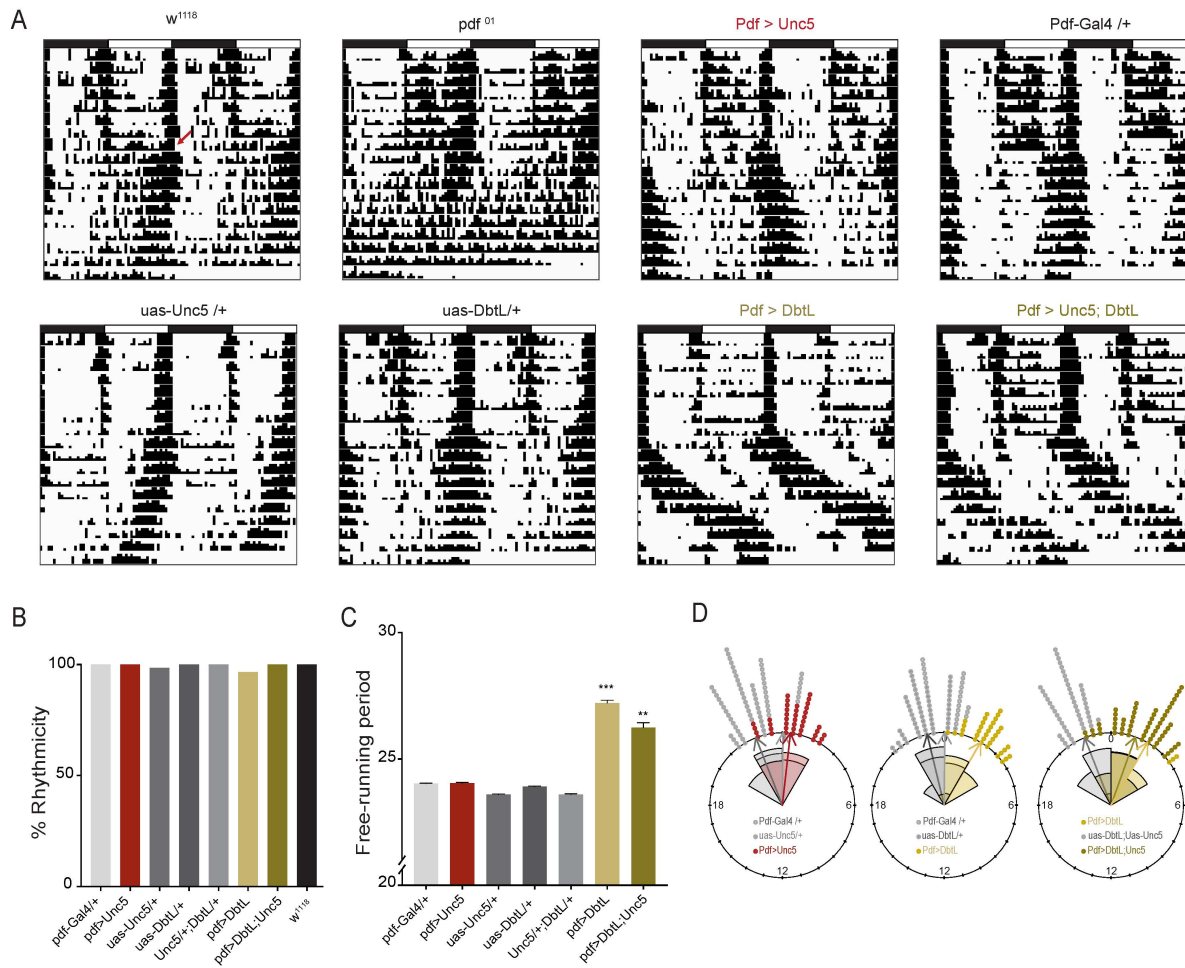 A
w¹¹¹⁸
pdf ⁰¹
Pdf > Unc5
Pdf-Gal4 /+
uas-Unc5 /+
uas-DbtL/+
Pdf > DbtL
Pdf > Unc5; DbtL
B
% Rhythmicity
100
50
0
pdf-Gal4/+
pdf>Unc5
uas-Unc5/+
uas-DbtL/+
Unc5/+;DbtL/+
pdf>DbtL
pdf>DbtL;Unc5
w¹¹¹⁸
C
Free-running period
30
25
20
***
**
pdf-Gal4/+
pdf>Unc5
uas-Unc5/+
uas-DbtL/+
Unc5/+;DbtL/+
pdf>DbtL
pdf>DbtL;Unc5
D
0
18
6
Pdf-Gal4 /+
uas-Unc5/+
Pdf>Unc5
12
0
18
6
Pdf-Gal4 /+
uas-DbtL/+
Pdf>DbtL
12
0
18
6
Pdf>DbtL
uas-DbtL;Uas-Unc5
Pdf>DbtL;Unc5
12